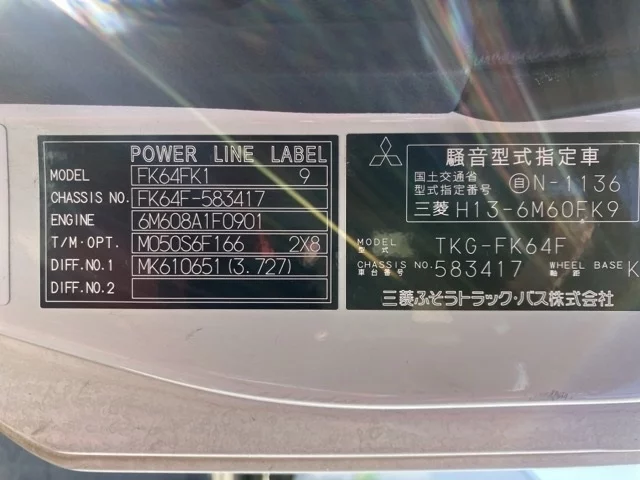 POWER LINE LABEL
MODEL FK64FK1 9
CHASSIS NO. FK64F-583417
ENGINE 6M608A1F0901
T/M・OPT. M050S6F166 2X8
DIFF.NO.1 MK610651(3.727)
DIFF.NO.2
騒音型式指定車
国土交通省
型式指定番号 自N-1136
三菱 H13-6M60FK9
MODEL
型式 TKG-FK64F
CHASSIS NO.
車台番号 583417 WHEEL BASE
軸距 K
三菱ふそうトラック・バス株式会社